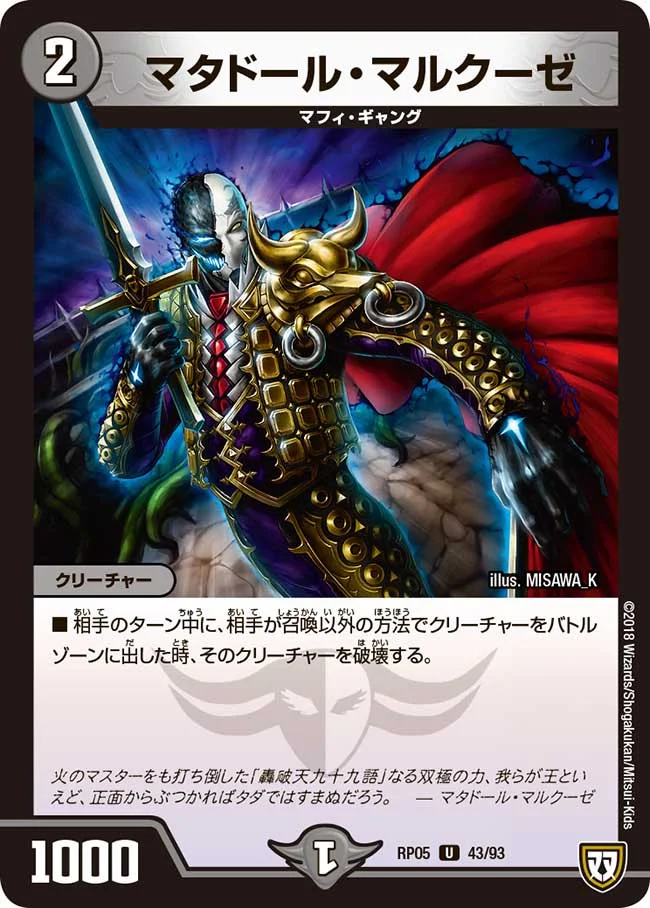 2
マタドール・マルクーゼ
マフィ・ギャング
クリーチャー
illus. MISAWA_K
■ 相手のターン中に、相手が召喚以外の方法でクリーチャーをバトル
ゾーンに出した時、そのクリーチャーを破壊する。
火のマスターをも打ち倒した「轟破天九十九語」なる双極の力、我らが王とい
えど、正面からぶつかればタダではすまぬだろう。 ― マタドール・マルクーゼ
1000
1
RP05 U 43/93
©2018 Wizards/Shogakukan/Mitsui-Kids